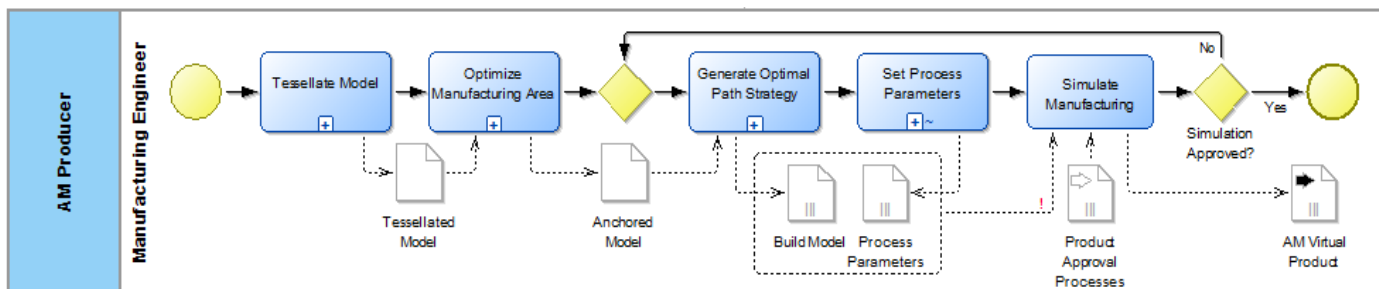 AM Producer
Manufacturing Engineer
Tessellate Model
Optimize
Manufacturing Area
Generate Optimal
Path Strategy
Set Process
Parameters
Simulate
Manufacturing
No
Yes
Simulation
Approved?
Tessellated
Model
Anchored
Model
Build Model
Process
Parameters
!
Product
Approval
Processes
AM Virtual
Product